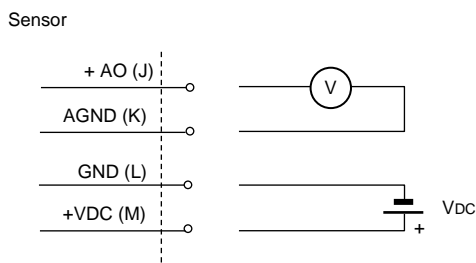 Sensor
+ AO (J)
V
AGND (K)
GND (L)
+VDC (M)
VDC
+